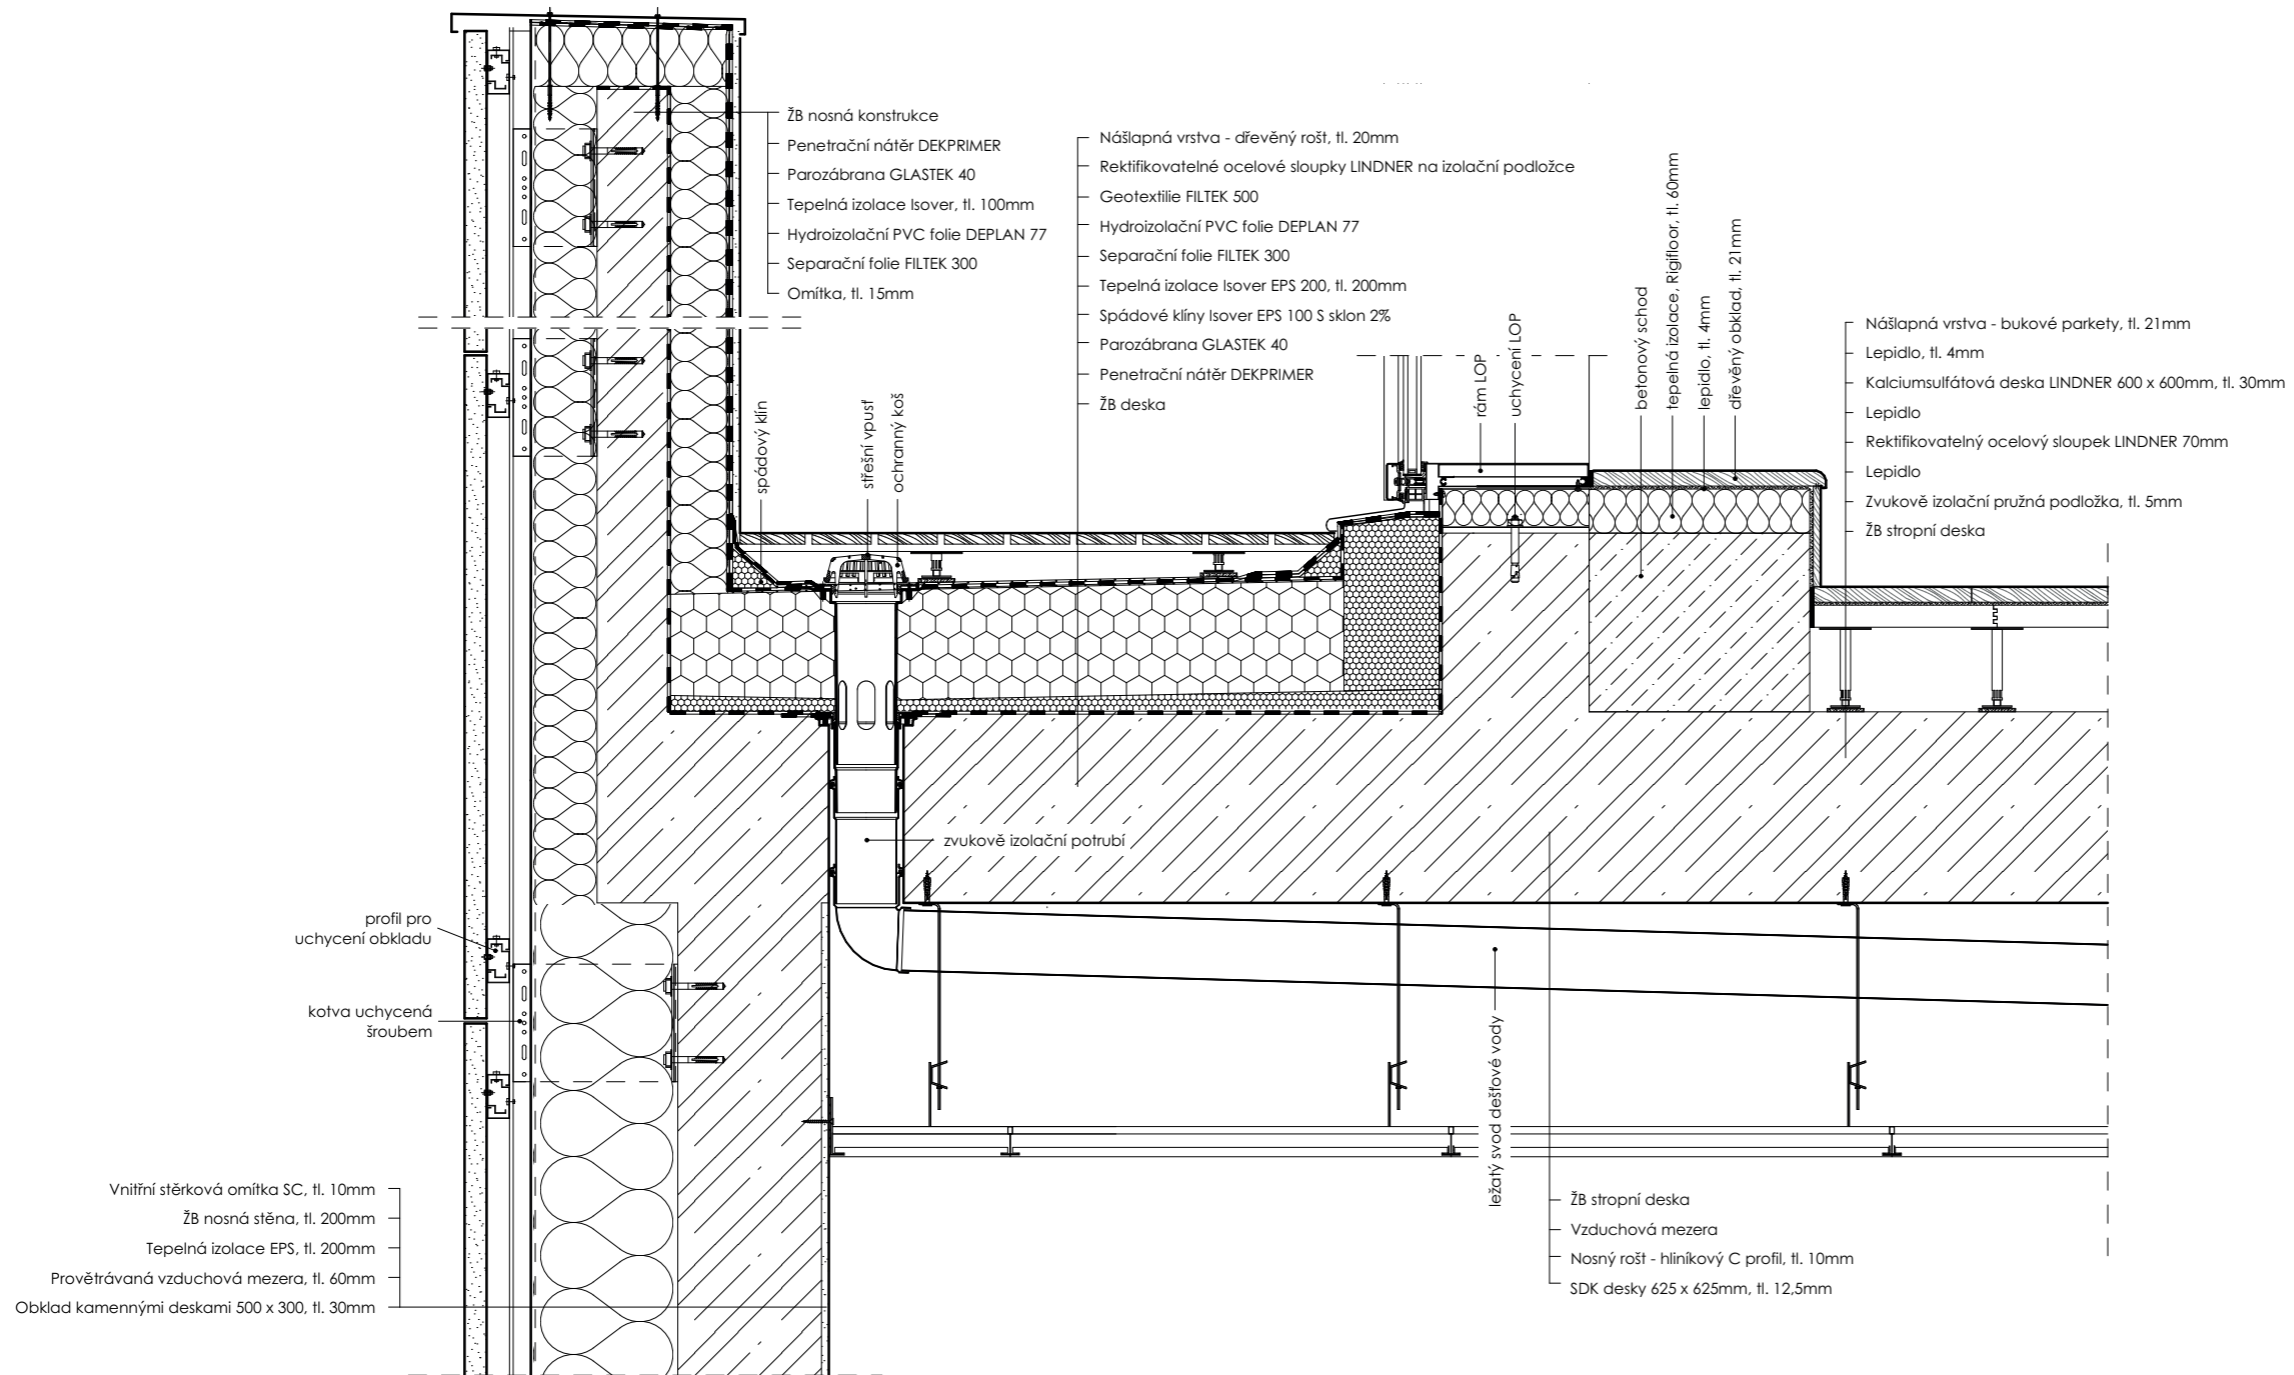 ŽB nosná konstrukce
Penetrační nátěr DEKPRIMER
Parozábrana GLASTEK 40
Tepelná izolace Isover, tl. 100mm
Hydroizolační PVC folie DEPLAN 77
Separační folie FILTEK 300
Omítka, tl. 15mm
Nášlapná vrstva - dřevěný rošt, tl. 20mm
Rektifikovatelné ocelové sloupky LINDNER na izolační podložce
Geotextilie FILTEK 500
Hydroizolační PVC folie DEPLAN 77
Separační folie FILTEK 300
Tepelná izolace Isover EPS 200, tl. 200mm
Spádové klíny Isover EPS 100 S sklon 2%
Parozábrana GLASTEK 40
Penetrační nátěr DEKPRIMER
ŽB deska
spádový klín
střešní vpusť
ochranný koš
rám LOP
uchycení LOP
betonový schod
tepelná izolace, Rigifloor, tl. 60mm
lepidlo, tl. 4mm
dřevěný obklad, tl. 21mm
Nášlapná vrstva - bukové parkety, tl. 21mm
Lepidlo, tl. 4mm
Kalciumsulfátová deska LINDNER 600 x 600mm, tl. 30mm
Lepidlo
Rektifikovatelný ocelový sloupek LINDNER 70mm
Lepidlo
Zvukově izolační pružná podložka, tl. 5mm
ŽB stropní deska
zvukově izolační potrubí
profil pro
uchycení obkladu
kotva uchycená
šroubem
ležatý svod dešťové vody
Vnitřní stěrková omítka SC, tl. 10mm
ŽB nosná stěna, tl. 200mm
Tepelná izolace EPS, tl. 200mm
Provětrávaná vzduchová mezera, tl. 60mm
Obklad kamennými deskami 500 x 300, tl. 30mm
ŽB stropní deska
Vzduchová mezera
Nosný rošt - hliníkový C profil, tl. 10mm
SDK desky 625 x 625mm, tl. 12,5mm